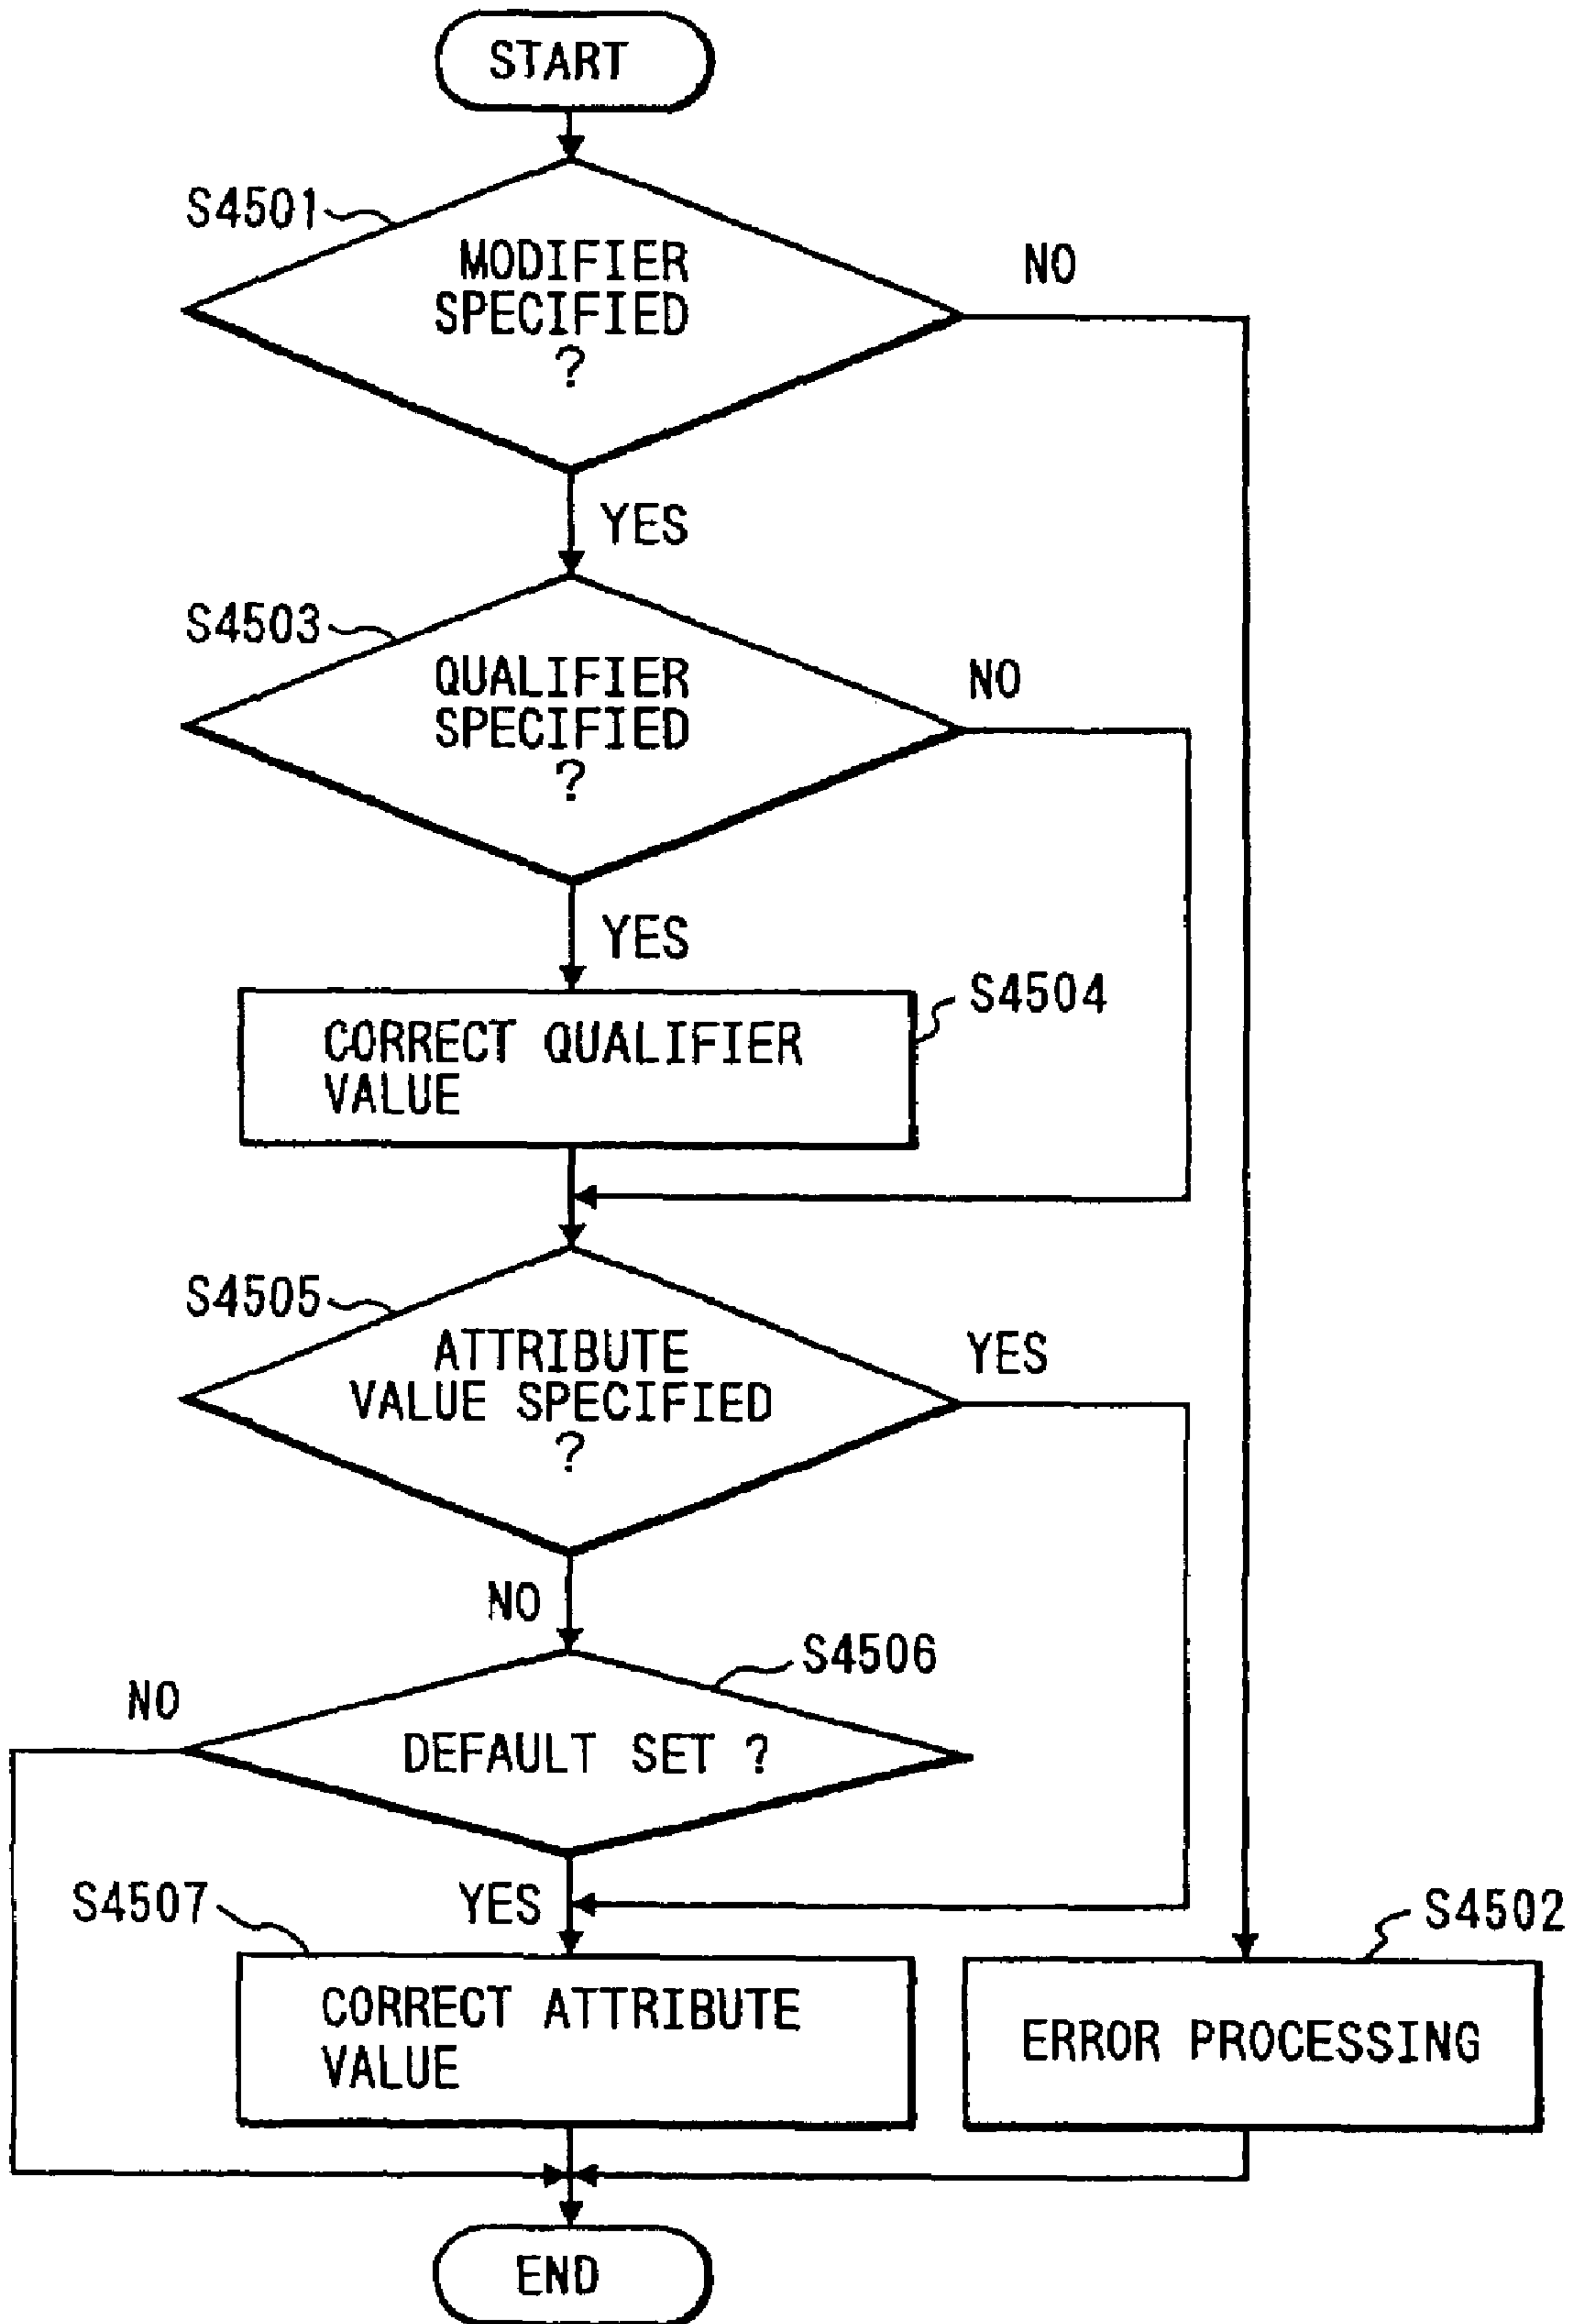 START
S4501
MODIFIER
SPECIFIED
?
NO
YES
S4503
QUALIFIER
SPECIFIED
?
NO
YES
S4504
CORRECT QUALIFIER
VALUE
S4505
ATTRIBUTE
VALUE SPECIFIED
?
YES
NO
S4506
NO
DEFAULT SET ?
S4507
YES
S4502
CORRECT ATTRIBUTE
VALUE
ERROR PROCESSING
END